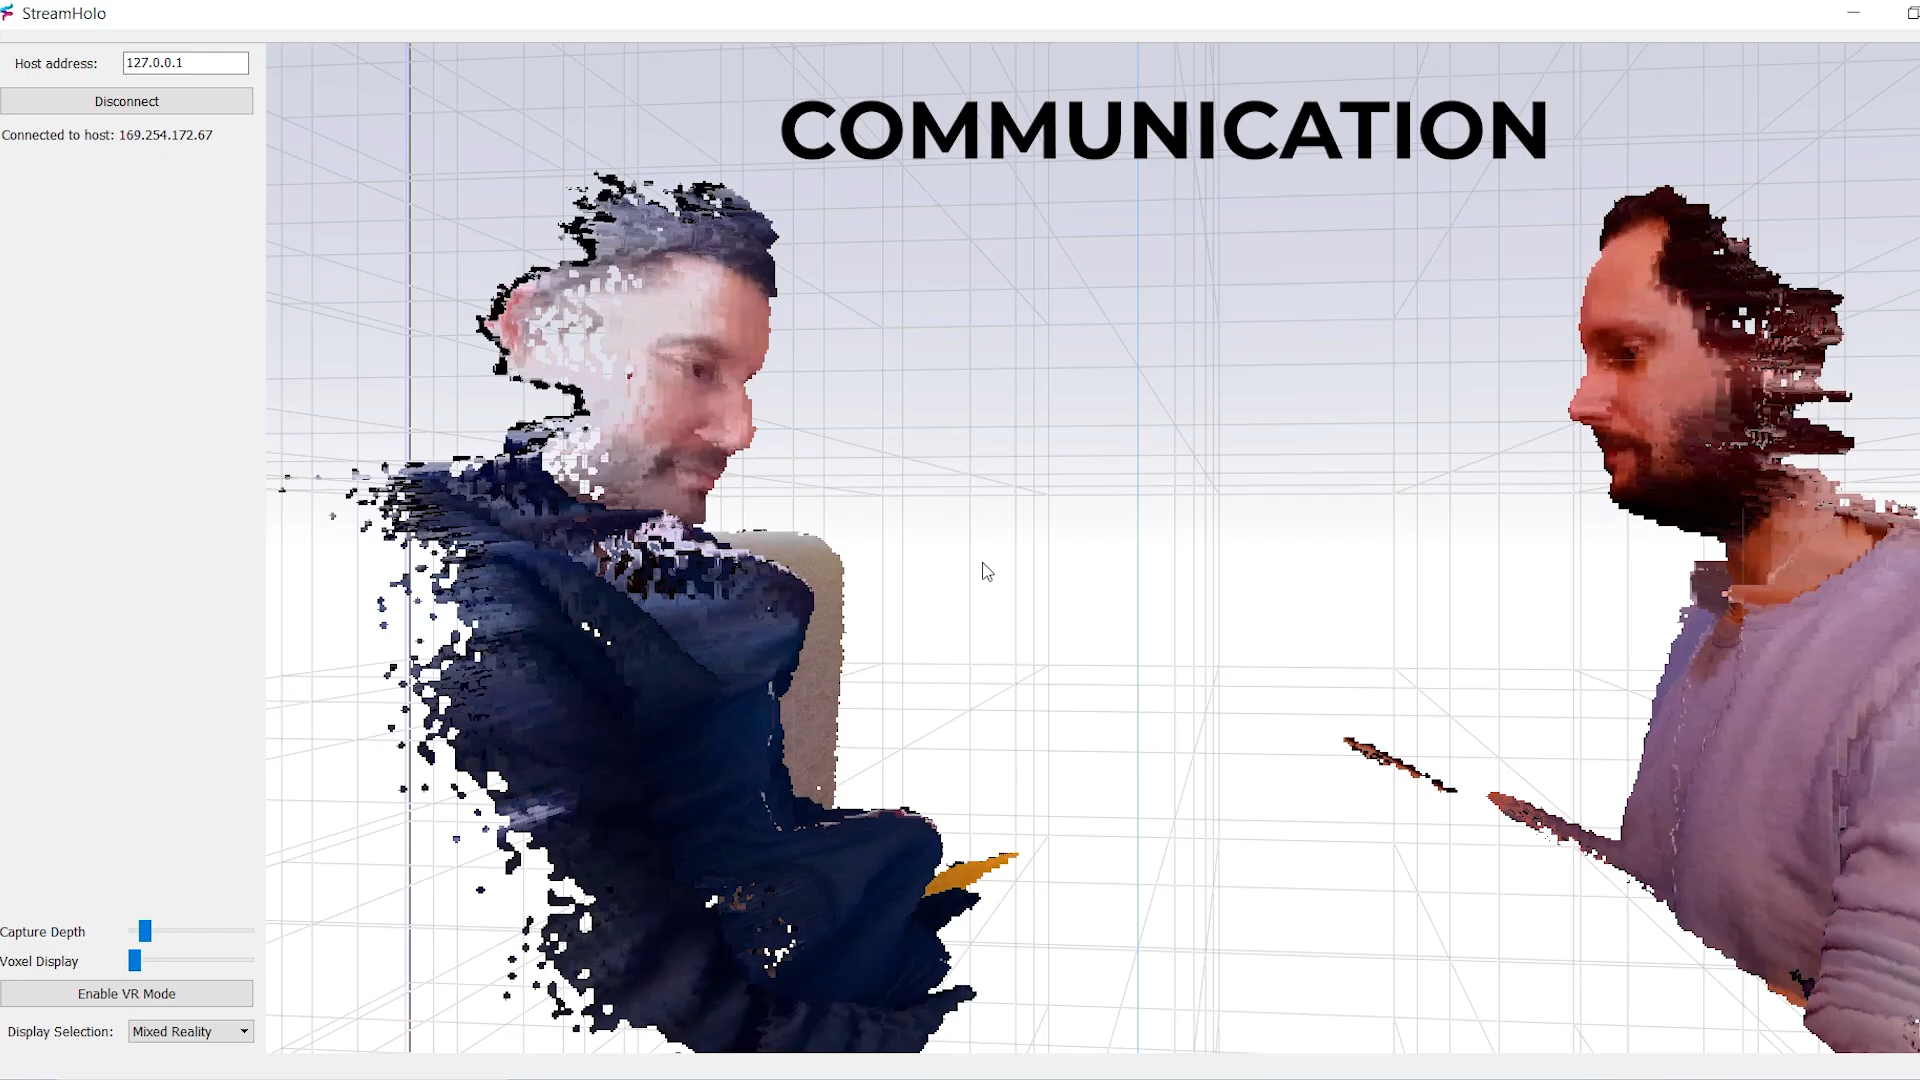 StreamHolo
Host address: 127.0.0.1
Disconnect
Connected to host: 169.254.172.67
COMMUNICATION
Capture Depth
Voxel Display
Enable VR Mode
Display Selection: Mixed Reality